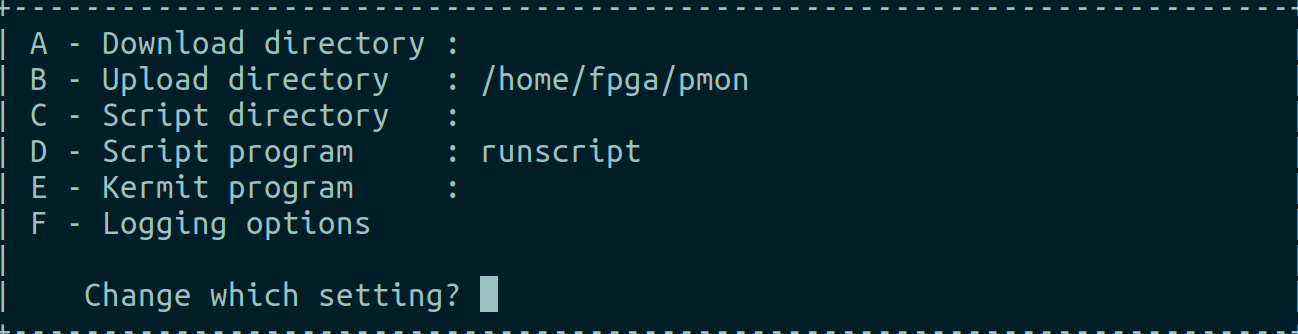 +-----------------------------------------------------------------------+
| A - Download directory :
| B - Upload directory   : /home/fpga/pmon
| C - Script directory   :
| D - Script program     : runscript
| E - Kermit program     :
| F - Logging options
|
|    Change which setting?
+-----------------------------------------------------------------------+